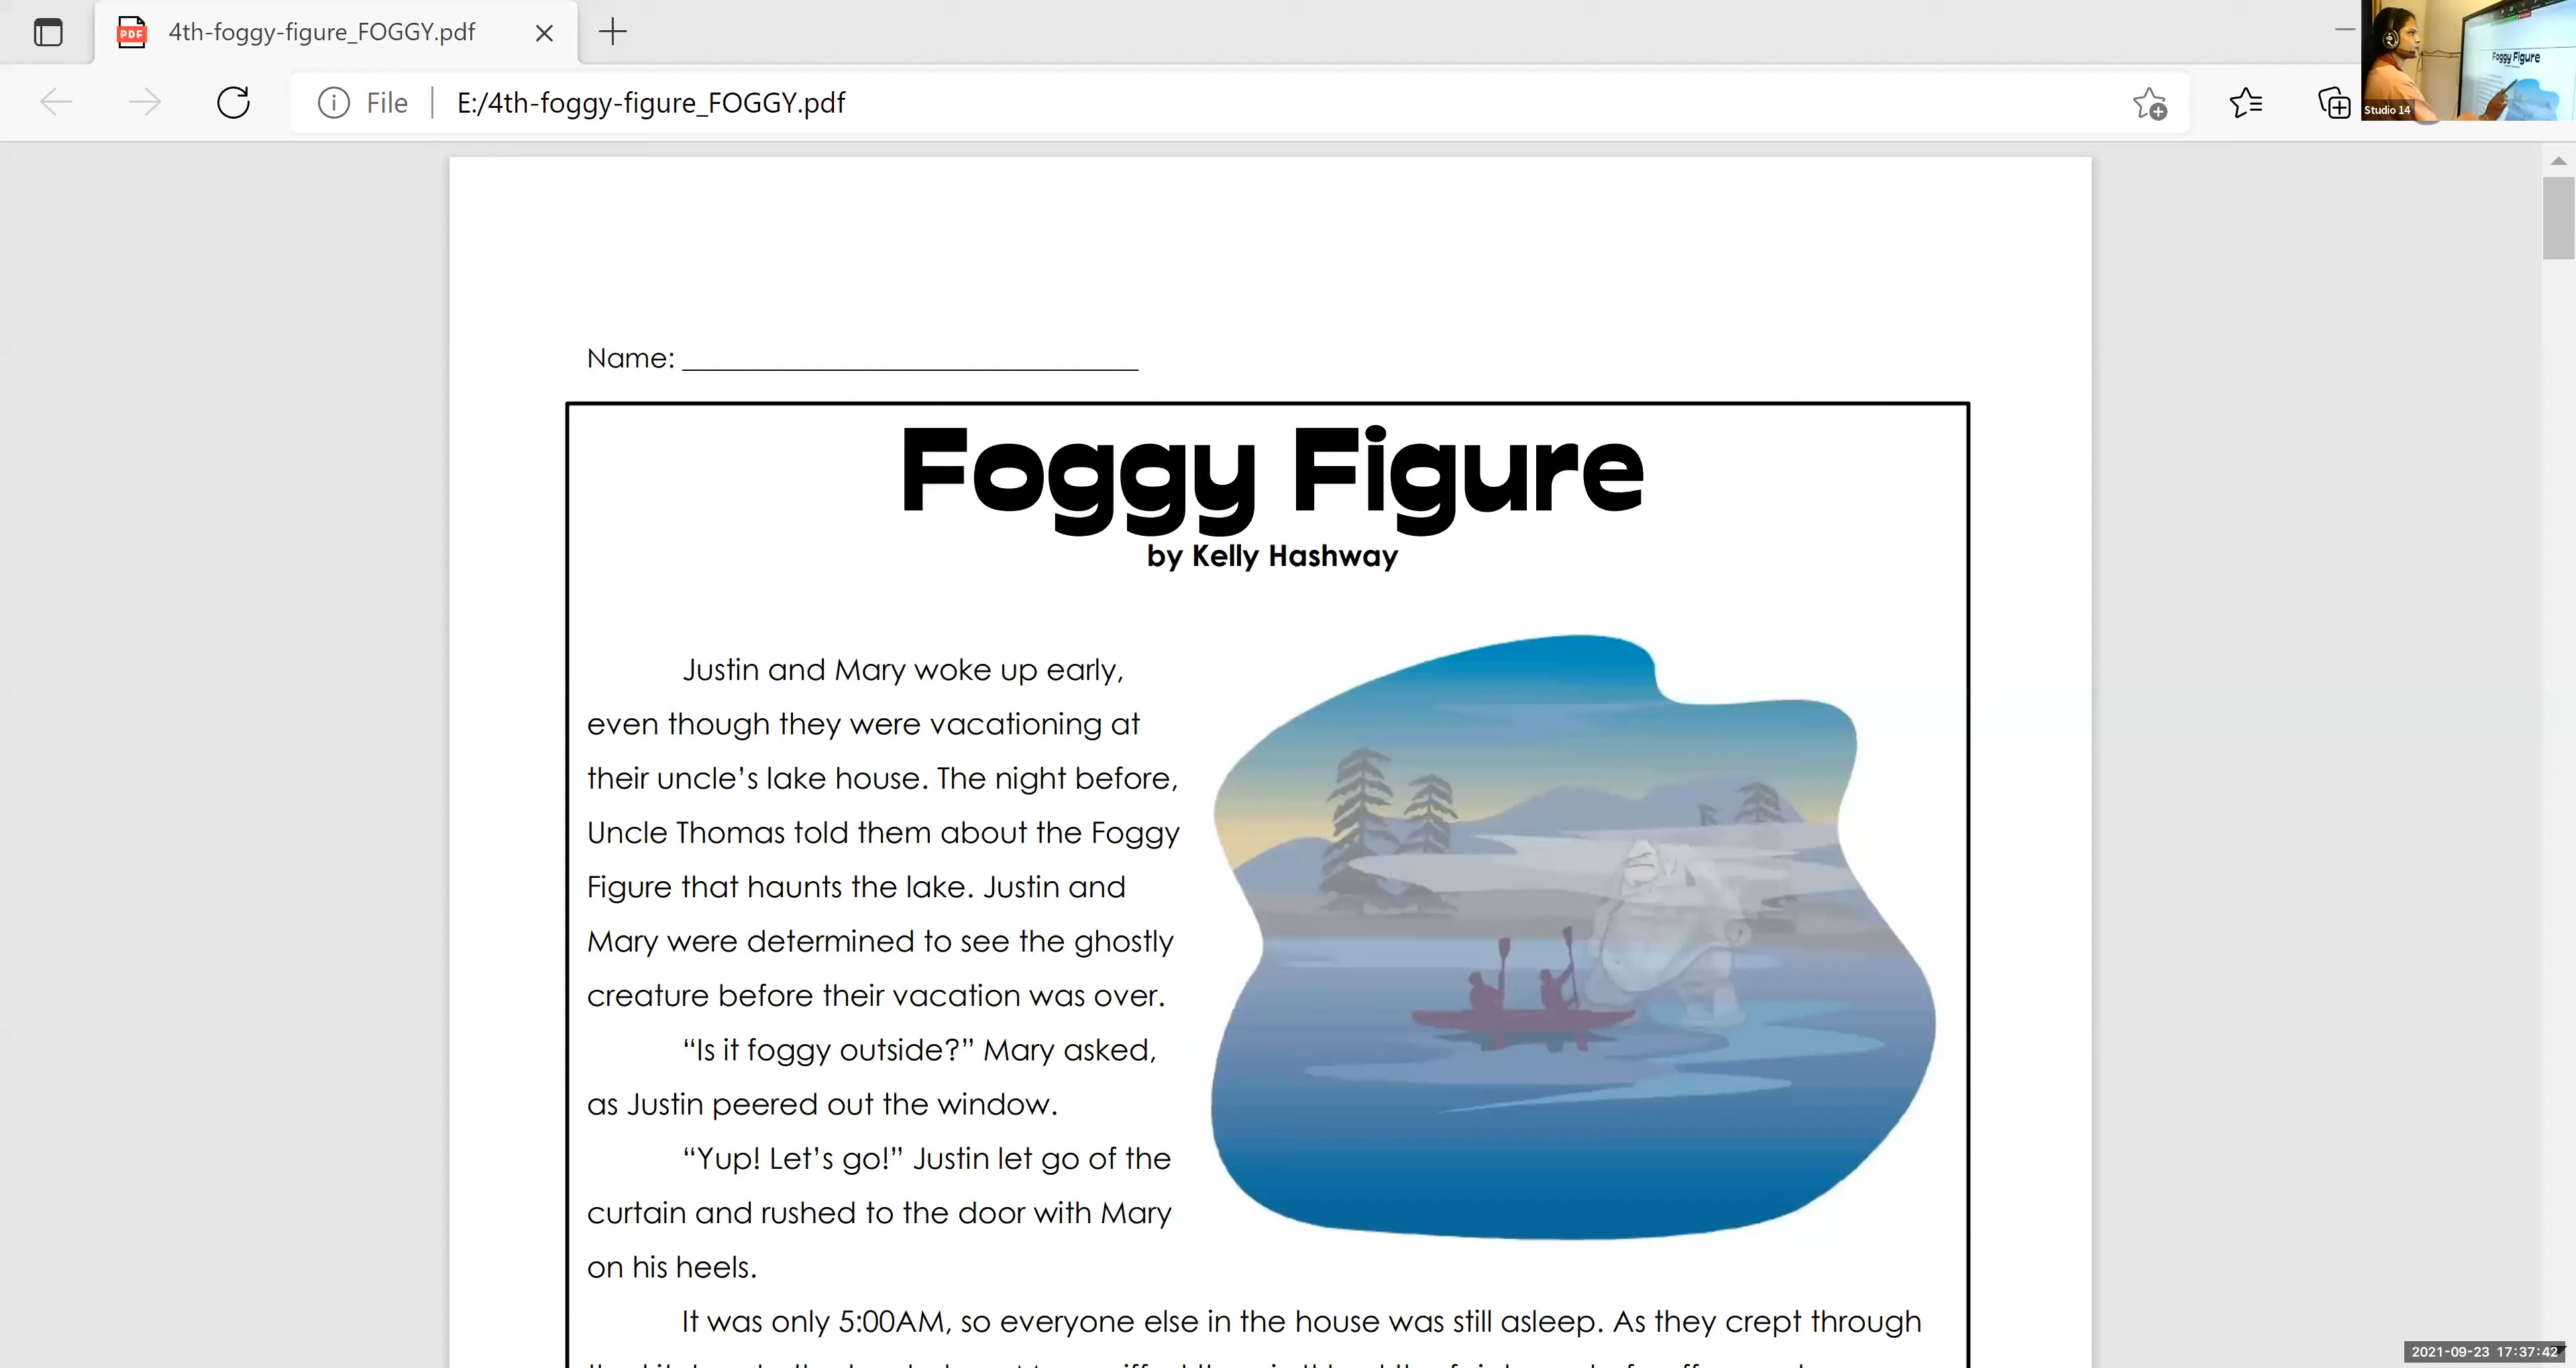 4th-foggy-figure_FOGGY.pdf
PDF
File
E:/4th-foggy-figure_FOGGY.pdf
Foggy Figure
Studio 14
Name:
Foggy Figure
by Kelly Hashway
Justin and Mary woke up early,
even though they were vacationing at
their uncle’s lake house. The night before,
Uncle Thomas told them about the Foggy
Figure that haunts the lake. Justin and
Mary were determined to see the ghostly
creature before their vacation was over.
“Is it foggy outside?” Mary asked,
as Justin peered out the window.
“Yup! Let’s go!” Justin let go of the
curtain and rushed to the door with Mary
on his heels.
It was only 5:00AM, so everyone else in the house was still asleep. As they crept through
2021-09-23 17:37:42